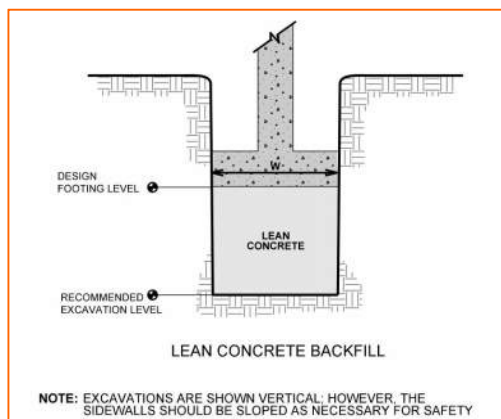 DESIGN
FOOTING LEVEL
W
LEAN
CONCRETE
RECOMMENDED
EXCAVATION LEVEL
LEAN CONCRETE BACKFILL
NOTE: EXCAVATIONS ARE SHOWN VERTICAL; HOWEVER, THE
SIDEWALLS SHOULD BE SLOPED AS NECESSARY FOR SAFETY